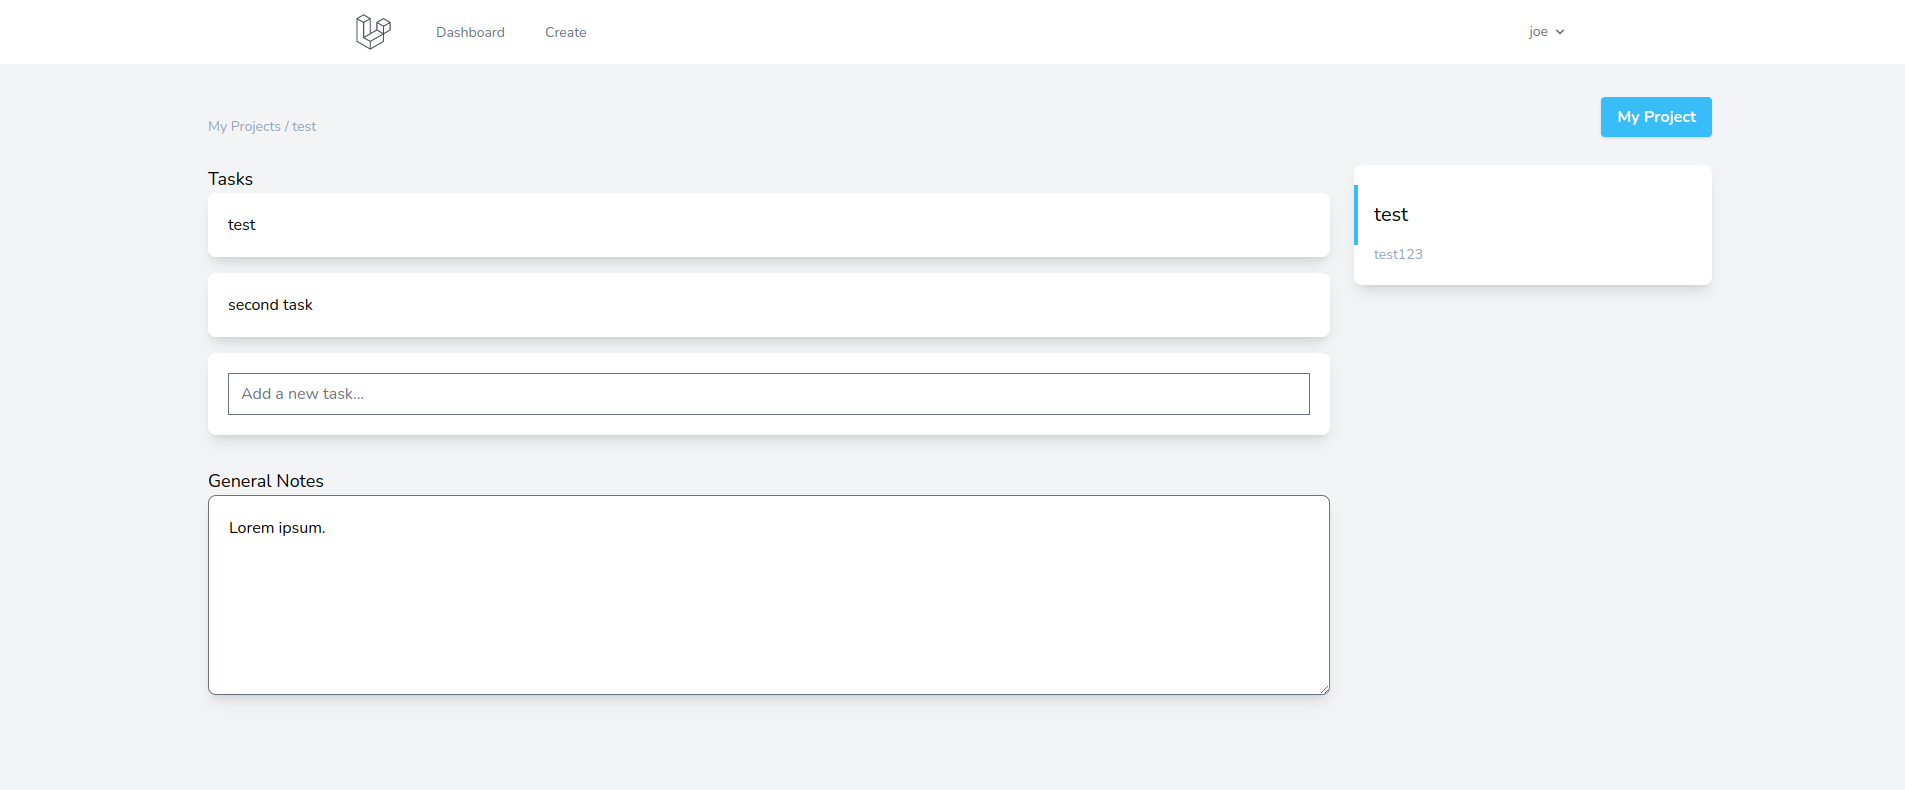 Dashboard
Create
joe
My Projects / test
My Project
Tasks
test
second task
Add a new task...
General Notes
Lorem ipsum.
test
test123